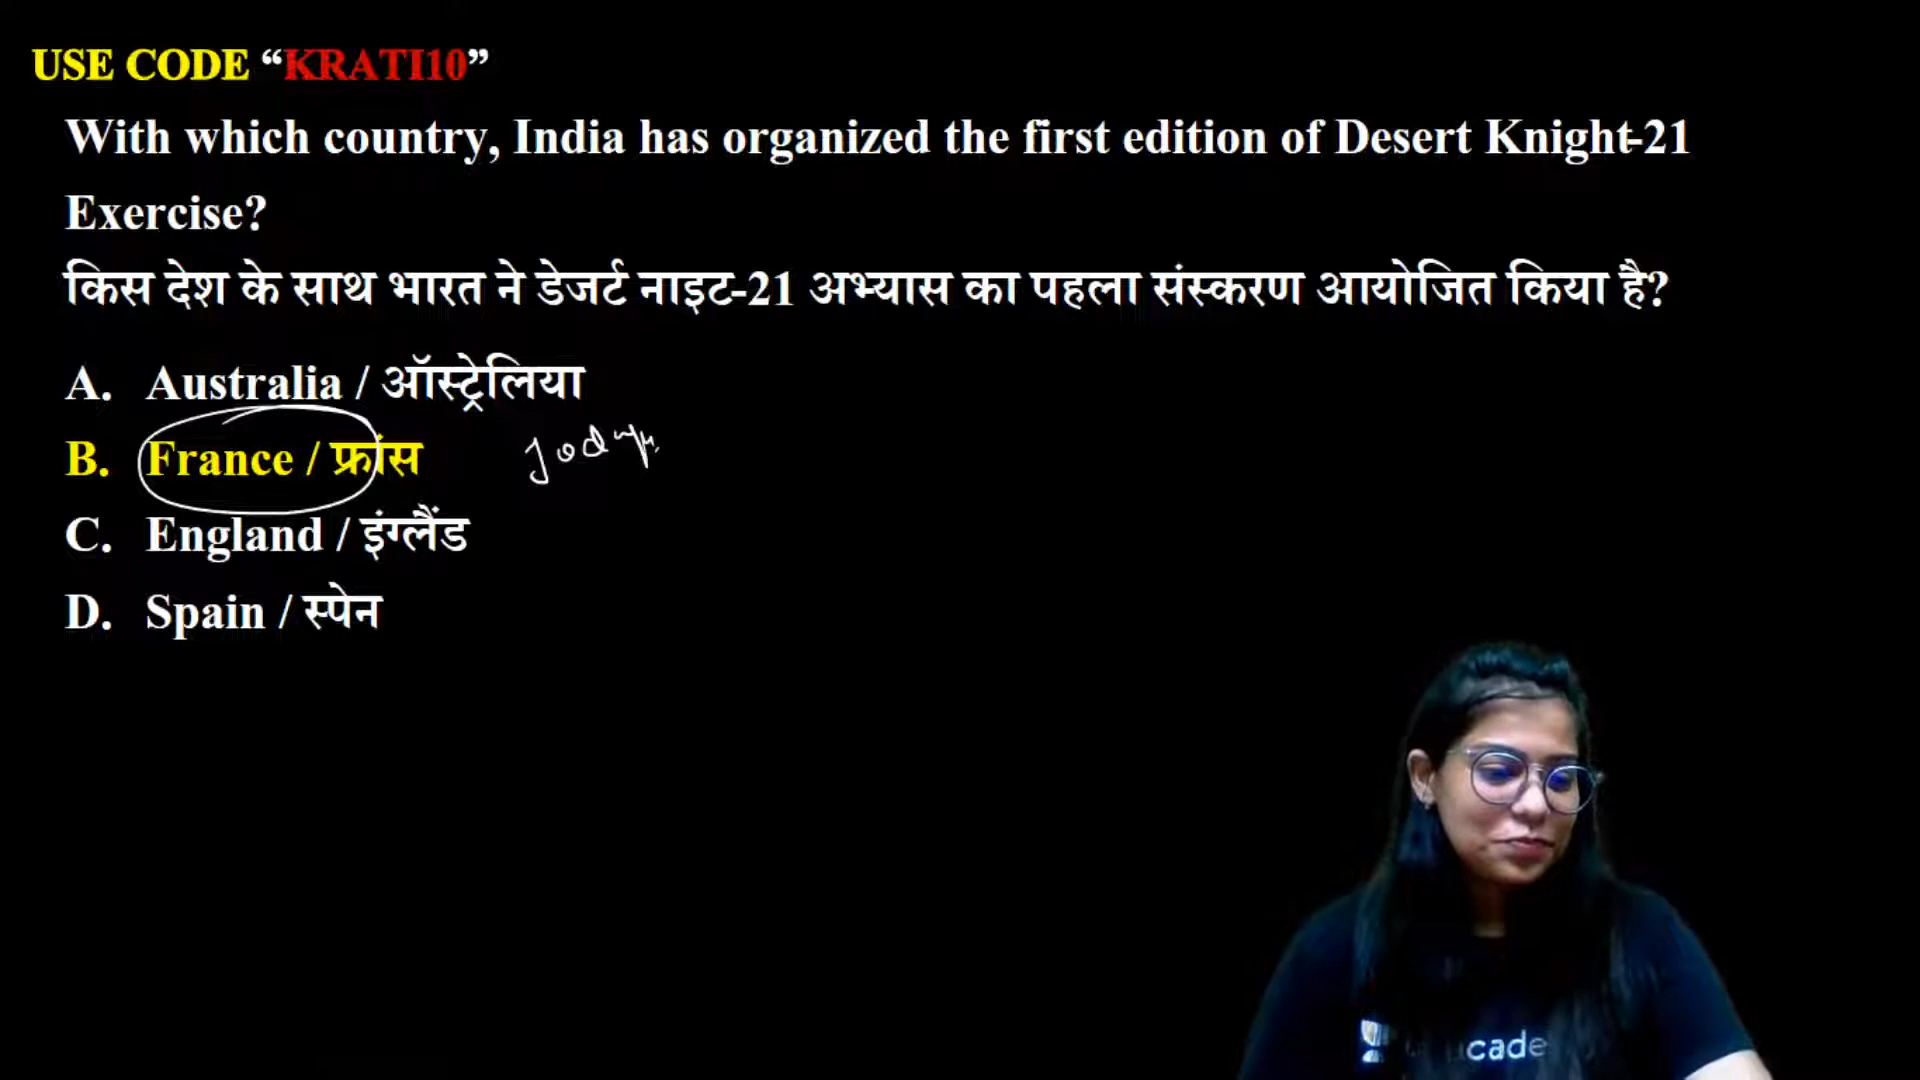 USE CODE “KRATI10”
With which country, India has organized the first edition of Desert Knight-21
Exercise?
किस देश के साथ भारत ने डेजर्ट नाइट-21 अभ्यास का पहला संस्करण आयोजित किया है?
A. Australia / ऑस्ट्रेलिया
B. France / फ्रांस
C. England / इंग्लैंड
D. Spain / स्पेन